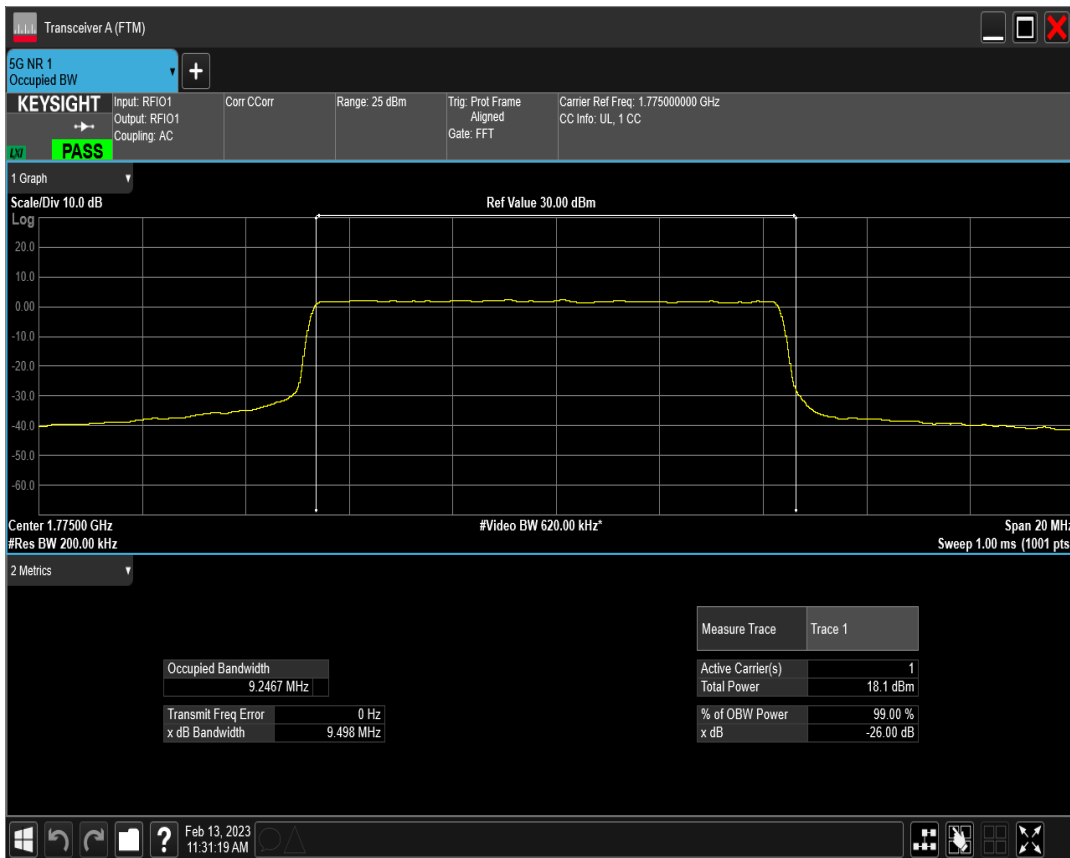 Transceiver A (FTM)
5G NR 1
Occupied BW
+
KEYSIGHT
LXI
PASS
Input: RFIO1
Output: RFIO1
Coupling: AC
Corr CCorr
Range: 25 dBm
Trig: Prot Frame
Aligned
Gate: FFT
Carrier Ref Freq: 1.775000000 GHz
CC Info: UL, 1 CC
1 Graph
Scale/Div 10.0 dB
Ref Value 30.00 dBm
Log
20.0
10.0
0.00
-10.0
-20.0
-30.0
-40.0
-50.0
-60.0
Center 1.77500 GHz
#Video BW 620.00 kHz*
Span 20 MHz
#Res BW 200.00 kHz
Sweep 1.00 ms (1001 pts
2 Metrics
Measure Trace Trace 1
Occupied Bandwidth
9.2467 MHz
Active Carrier(s) 1
Total Power 18.1 dBm
Transmit Freq Error 0 Hz
x dB Bandwidth 9.498 MHz
% of OBW Power 99.00 %
x dB -26.00 dB
?
Feb 13, 2023
11:31:19 AM